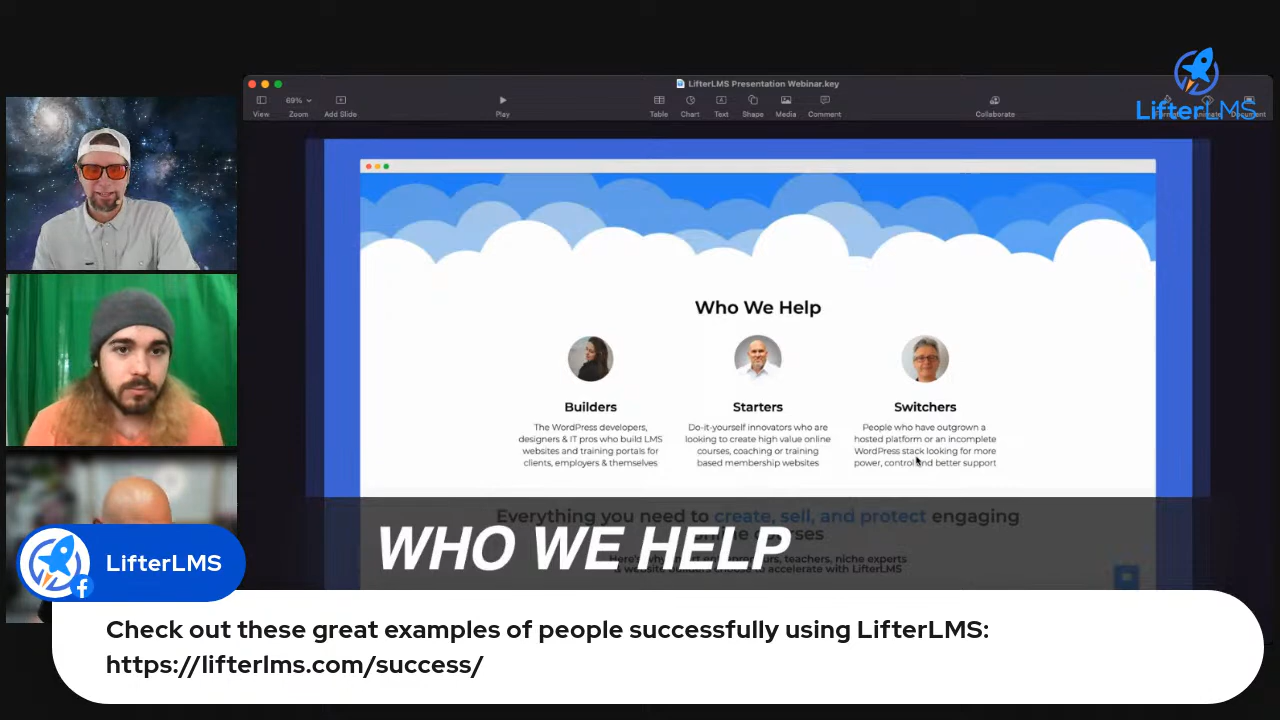 LifterLMS Presentation Webinar.key
69%
View
Zoom
Add Slide
Play
Table
Chart
Text
Shape
Media
Comment
Collaborate
Animate
Document
LifterLMS
Who We Help
Builders
The WordPress developers,
designers & IT pros who build LMS
websites and training portals for
clients, employers & themselves
Starters
Do-it-yourself innovators who are
looking to create high value online
courses, coaching or training
based membership websites
Switchers
People who have outgrown a
hosted platform or an incomplete
WordPress stack looking for more
power, control and better support
Everything you need to create, sell, and protect engaging
courses
WHO WE HELP
LifterLMS
Check out these great examples of people successfully using LifterLMS:
https://lifterlms.com/success/